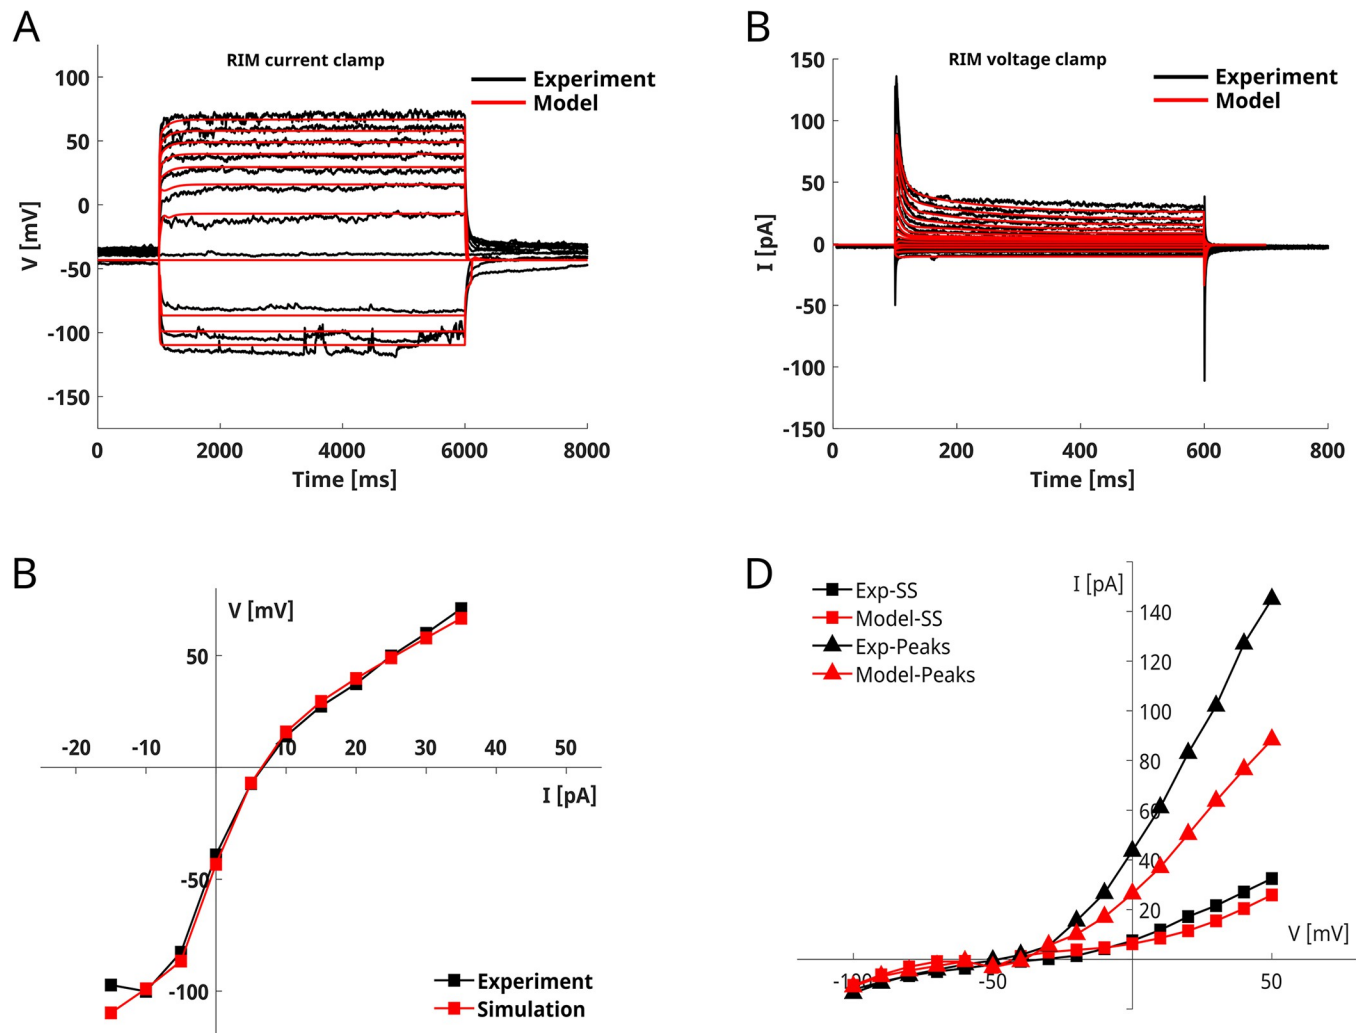 A
RIM current clamp
Experiment
Model
100
50
0
-50
-100
-150
V [mV]
0 2000 4000 6000 8000
Time [ms]
B
RIM voltage clamp
Experiment
Model
150
100
50
0
-50
-100
-150
I [pA]
0 200 400 600 800
Time [ms]
B
V [mV]
50
-20 -10 10 20 30 40 50
I [pA]
-50
-100
Experiment
Simulation
D
Exp-SS
Model-SS
Exp-Peaks
Model-Peaks
I [pA]
140
120
100
80
60
40
20
V [mV]
-100 -50 50